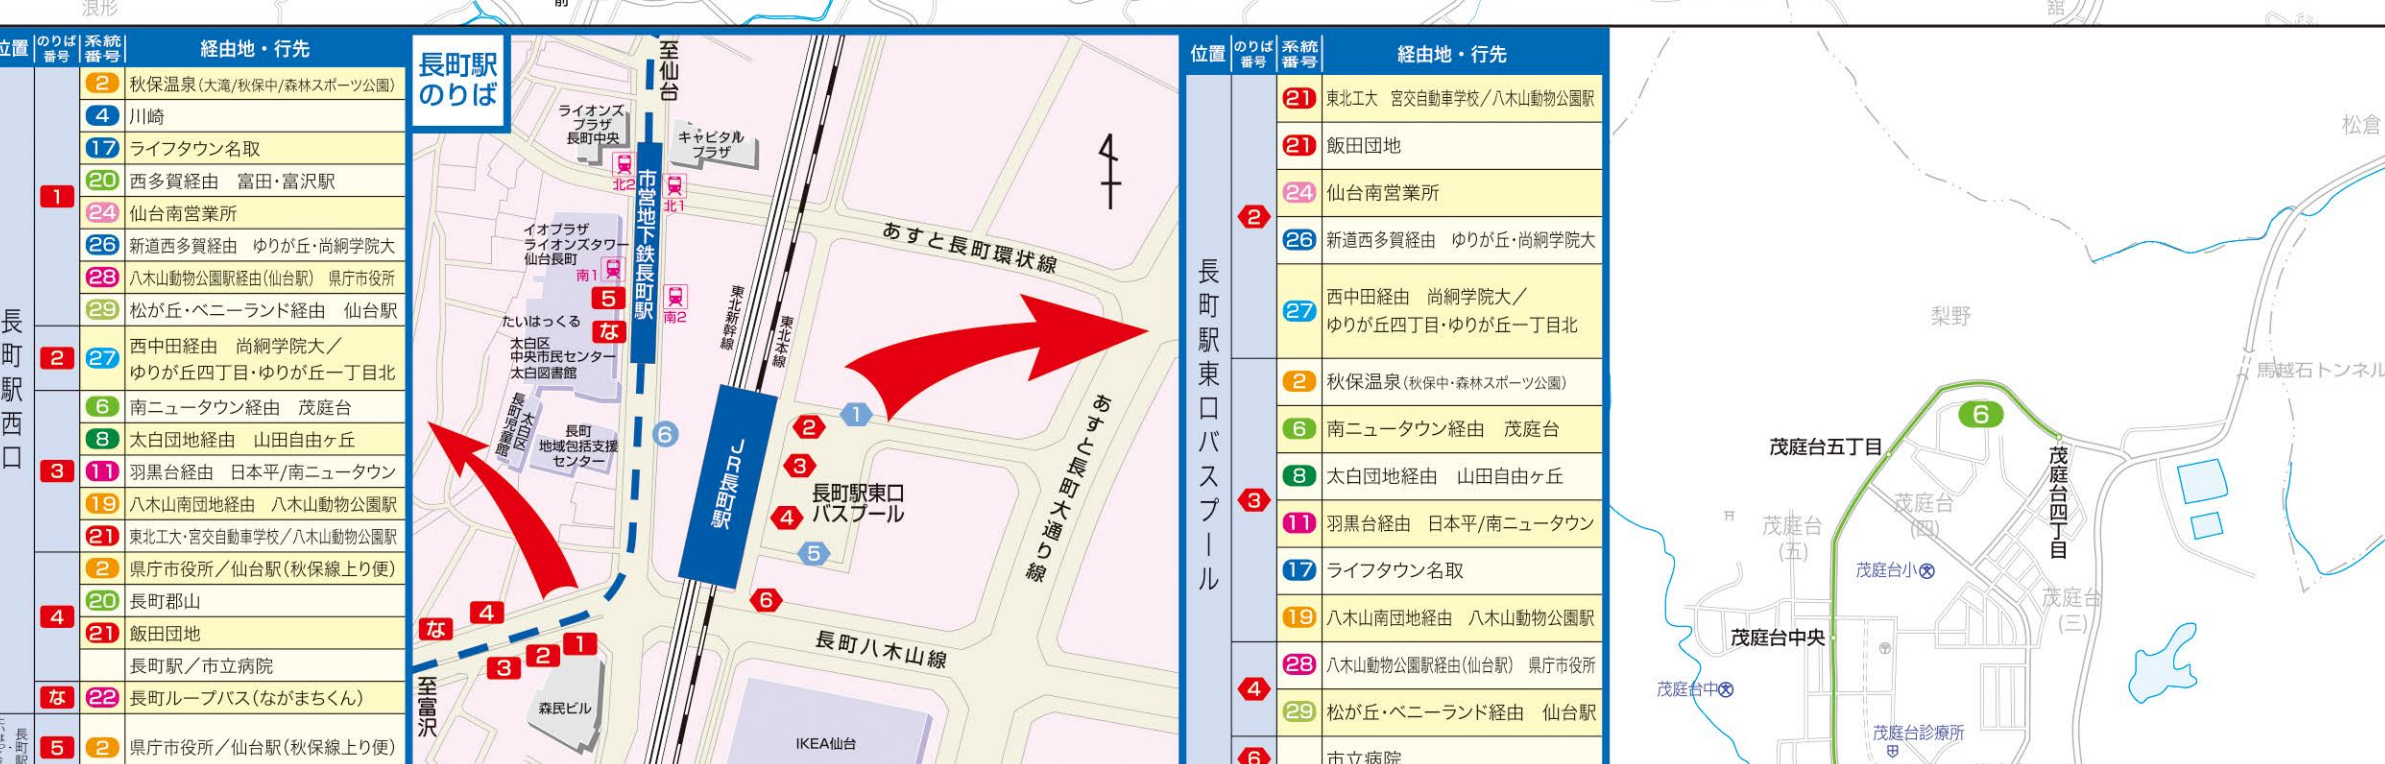 浪形
前
舘
位置 のりば番号 系統番号 経由地・行先
長町駅西口
1
2 秋保温泉(大滝/秋保中/森林スポーツ公園)
4 川崎
17 ライフタウン名取
20 西多賀経由 富田・富沢駅
24 仙台南営業所
26 新道西多賀経由 ゆりが丘・尚絅学院大
28 八木山動物公園駅経由(仙台駅) 県庁市役所
29 松が丘・ベニーランド経由 仙台駅
2
27 西中田経由 尚絅学院大/
ゆりが丘四丁目・ゆりが丘一丁目北
3
6 南ニュータウン経由 茂庭台
8 太白団地経由 山田自由ヶ丘
11 羽黒台経由 日本平/南ニュータウン
19 八木山南団地経由 八木山動物公園駅
21 東北工大・宮交自動車学校/八木山動物公園駅
4
2 県庁市役所/仙台駅(秋保線上り便)
20 長町郡山
21 飯田団地
長町駅/市立病院
な 22 長町ループバス(ながまちくん)
長町駅
5 2 県庁市役所/仙台駅(秋保線上り便)
長町駅
のりば
至仙台
ライオンズ
プラザ
長町中央
キャピタル
プラザ
北2
北1
市営地下鉄長町駅
イオプラザ
ライオンズタワー
仙台長町
南1
5
な
南2
たいはっくる
太白区
中央市民センター
太白図書館
太白区
長町児童館
長町
地域包括支援
センター
6
東北新幹線
東北本線
あすと長町環状線
JR長町駅
1
2
3
4
5
6
長町駅東口
バスプール
あすと長町大通り線
長町八木山線
4
な
1
2
3
至富沢
森民ビル
IKEA仙台
位置 のりば番号 系統番号 経由地・行先
長町駅東口バスプール
2
21 東北工大 宮交自動車学校/八木山動物公園駅
21 飯田団地
24 仙台南営業所
26 新道西多賀経由 ゆりが丘・尚絅学院大
27 西中田経由 尚絅学院大/
ゆりが丘四丁目・ゆりが丘一丁目北
3
2 秋保温泉(秋保中・森林スポーツ公園)
6 南ニュータウン経由 茂庭台
8 太白団地経由 山田自由ヶ丘
11 羽黒台経由 日本平/南ニュータウン
17 ライフタウン名取
19 八木山南団地経由 八木山動物公園駅
4
28 八木山動物公園駅経由(仙台駅) 県庁市役所
29 松が丘・ベニーランド経由 仙台駅
6
市立病院
松倉
梨野
馬越石トンネル
6
茂庭台五丁目
茂庭台四丁目
茂庭台
(四)
茂庭台
(五)
茂庭台小
茂庭台
(三)
茂庭台中央
茂庭台中
茂庭台診療所